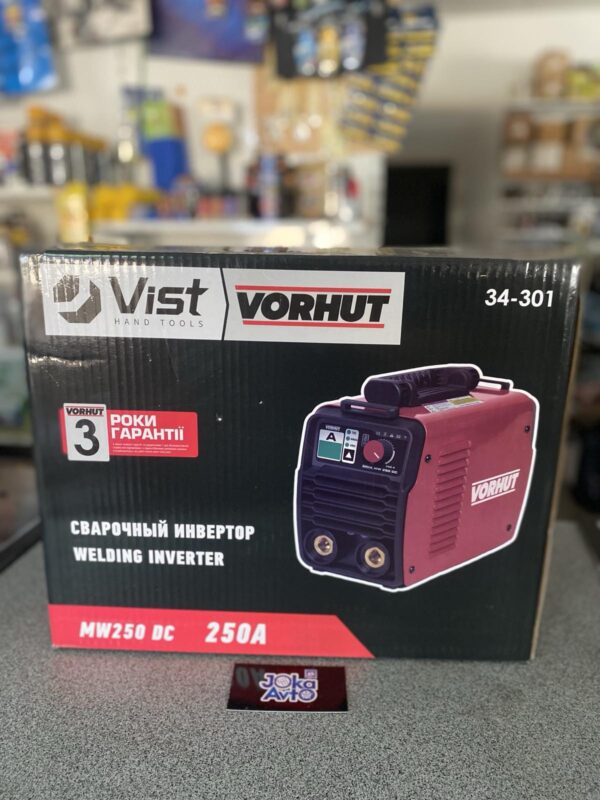 Vist
HAND TOOLS
VORHUT
34-301
VORHUT
3
РОКИ
ГАРАНТІЇ
VORHUT
A
VORHUT
СВАРОЧНЫЙ ИНВЕРТОР
WELDING INVERTER
MW250 DC 250A
Joka
Avto